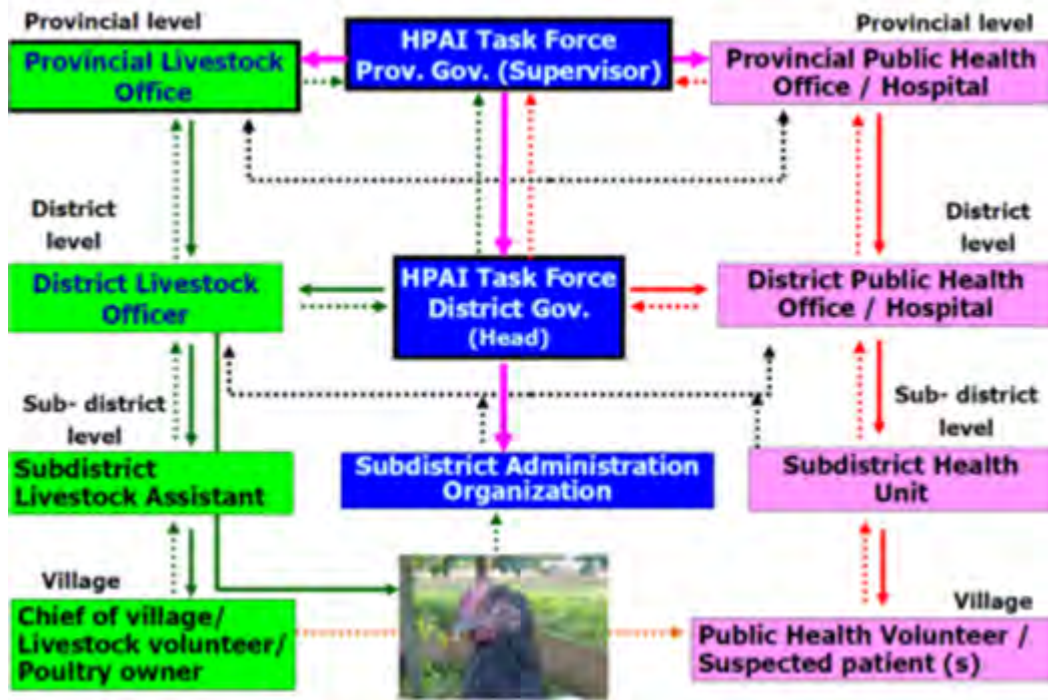 Provincial level
Provincial level
Provincial Livestock
Office
HPAI Task Force
Prov. Gov. (Supervisor)
Provincial Public Health
Office / Hospital
District
level
District
level
District Livestock
Officer
HPAI Task Force
District Gov.
(Head)
District Public Health
Office / Hospital
Sub- district
level
Sub- district
level
Subdistrict
Livestock Assistant
Subdistrict Administration
Organization
Subdistrict Health
Unit
Village
Village
Chief of village/
Livestock volunteer/
Poultry owner
Public Health Volunteer /
Suspected patient (s)